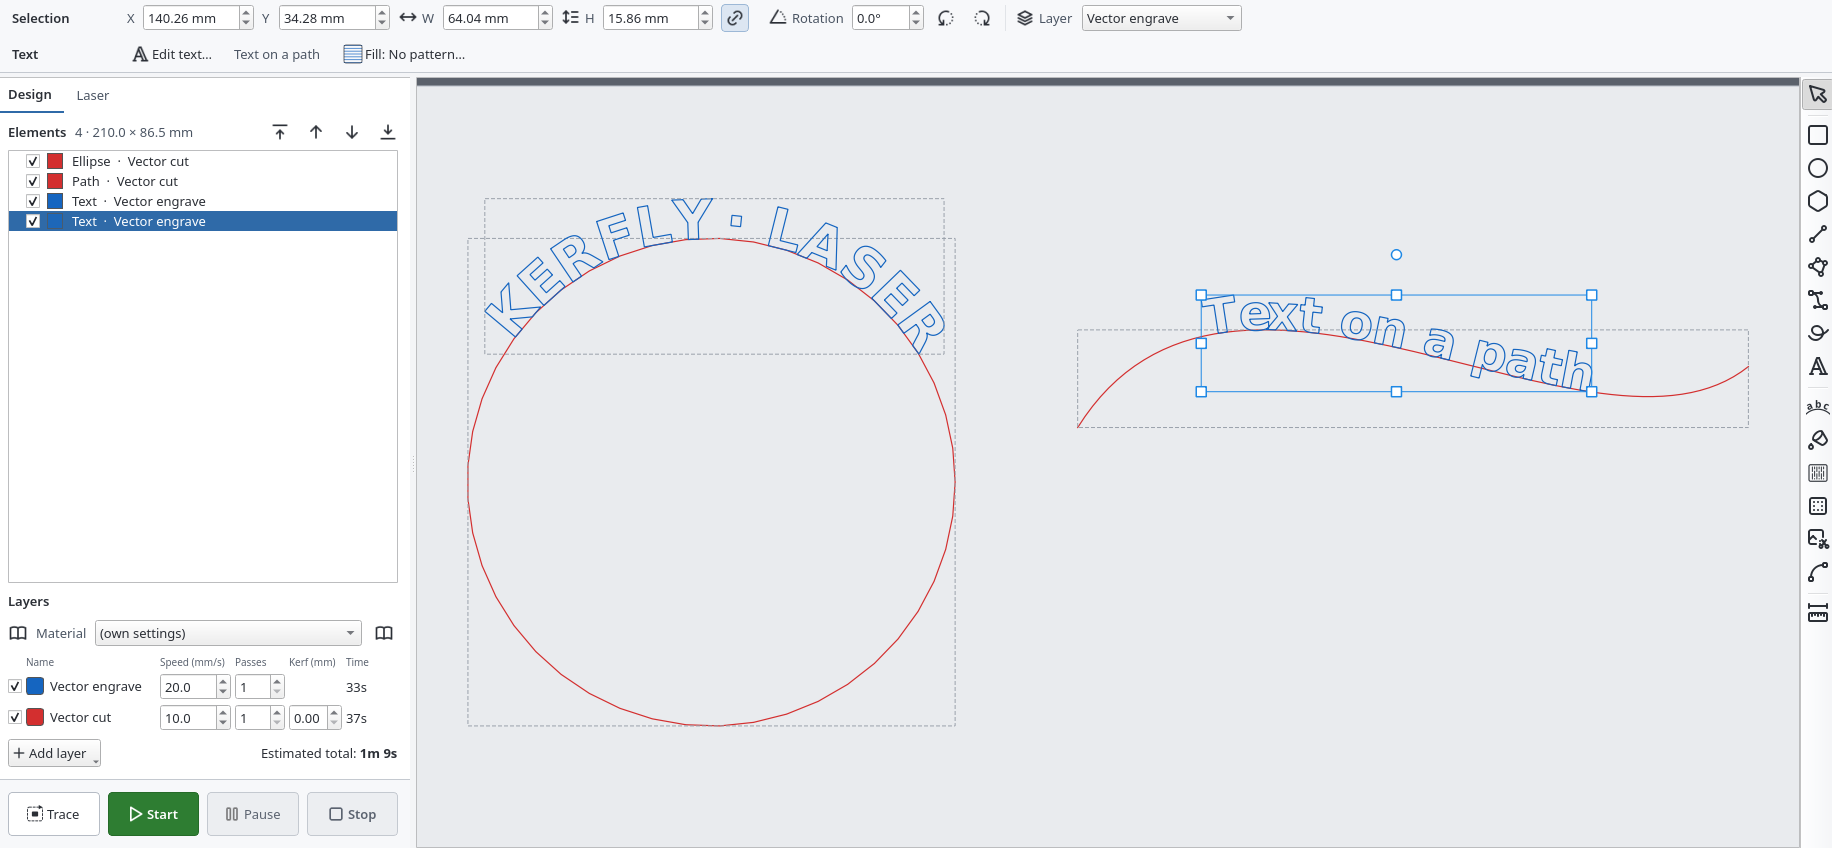 Selection X 140.26 mm Y 34.28 mm W 64.04 mm H 15.86 mm Rotation 0.0° Layer Vector engrave
Text Edit text... Text on a path Fill: No pattern...
Design Laser
Elements 4 · 210.0 × 86.5 mm
Ellipse · Vector cut
Path · Vector cut
Text · Vector engrave
Text · Vector engrave
Layers
Material (own settings)
Name Speed (mm/s) Passes Kerf (mm) Time
Vector engrave 20.0 1 33s
Vector cut 10.0 1 0.00 37s
Add layer Estimated total: 1m 9s
Trace Start Pause Stop
KERFLY · LASER
Text on a path
A
abc